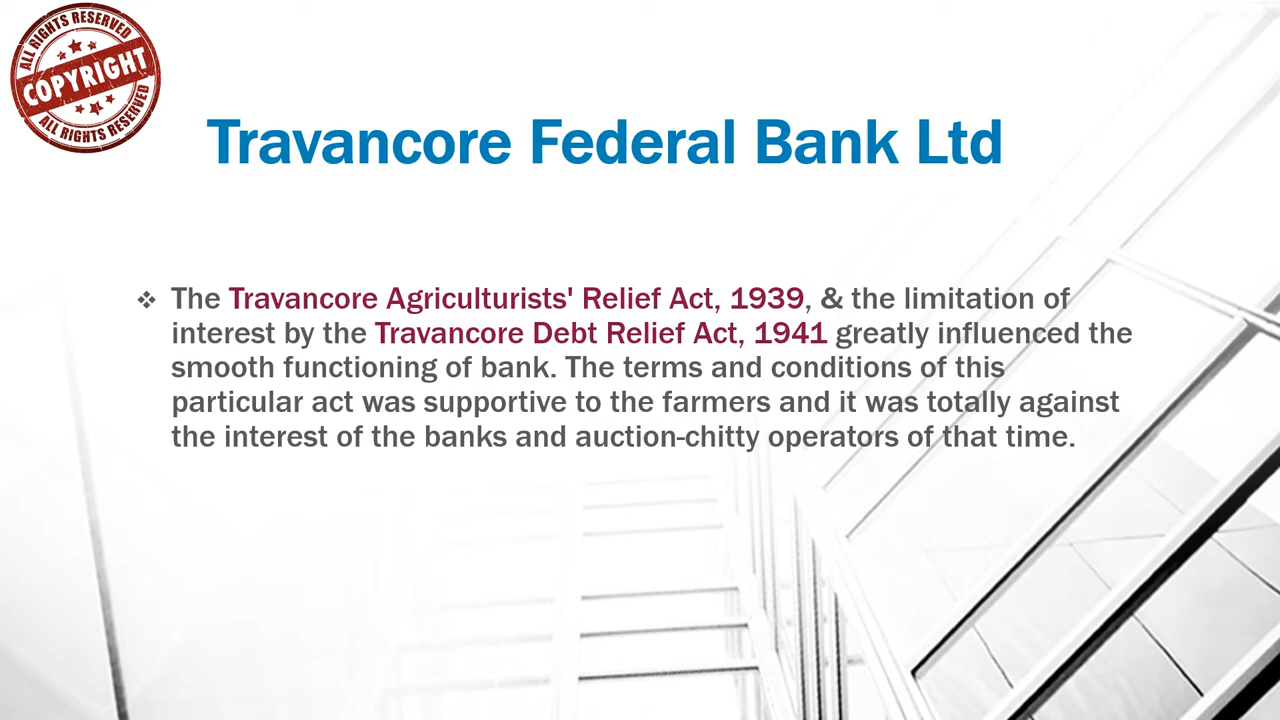 ALL RIGHTS RESERVED
COPYRIGHT
ALL RIGHTS RESERVED
Travancore Federal Bank Ltd
❖ The Travancore Agriculturists' Relief Act, 1939, & the limitation of
interest by the Travancore Debt Relief Act, 1941 greatly influenced the
smooth functioning of bank. The terms and conditions of this
particular act was supportive to the farmers and it was totally against
the interest of the banks and auction-chitty operators of that time.